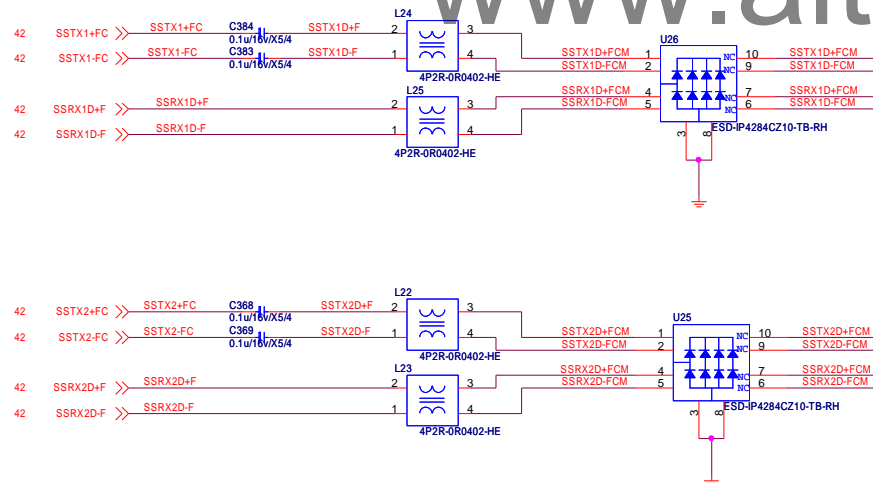 www.alt
42 SSTX1+FC SSTX1+FC C384 0.1u/16v/X5/4 SSTX1D+F 2 L24 3
42 SSTX1-FC SSTX1-FC C383 0.1u/16v/X5/4 SSTX1D-F 1 4
4P2R-0R0402-HE
SSTX1D+FCM 1 U26 NC 10 SSTX1D+FCM
SSTX1D-FCM 2 NC 9 SSTX1D-FCM
42 SSRX1D+F SSRX1D+F 2 L25 3 SSRX1D+FCM 4 NC 7 SSRX1D+FCM
42 SSRX1D-F SSRX1D-F 1 4 SSRX1D-FCM 5 NC 6 SSRX1D-FCM
4P2R-0R0402-HE
3 8 ESD-IP4284CZ10-TB-RH
42 SSTX2+FC SSTX2+FC C368 0.1u/16v/X5/4 SSTX2D+F 2 L22 3
42 SSTX2-FC SSTX2-FC C369 0.1u/16v/X5/4 SSTX2D-F 1 4
4P2R-0R0402-HE
SSTX2D+FCM 1 U25 NC 10 SSTX2D+FCM
SSTX2D-FCM 2 NC 9 SSTX2D-FCM
42 SSRX2D+F SSRX2D+F 2 L23 3 SSRX2D+FCM 4 NC 7 SSRX2D+FCM
42 SSRX2D-F SSRX2D-F 1 4 SSRX2D-FCM 5 NC 6 SSRX2D-FCM
4P2R-0R0402-HE
3 8 ESD-IP4284CZ10-TB-RH